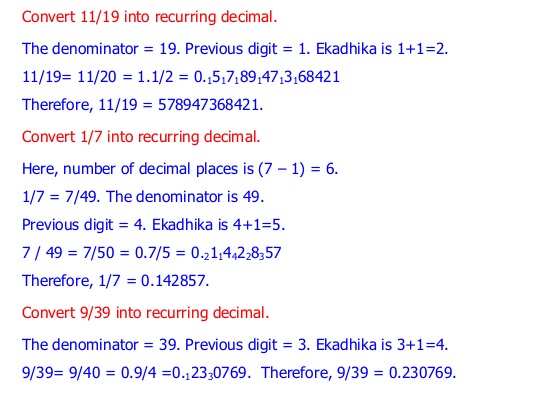 Convert 11/19 into recurring decimal.
The denominator = 19. Previous digit = 1. Ekadhika is 1+1=2.
11/19= 11/20 = 1.1/2 = 0.₁5₁7₁89₁47₁3₁68421
Therefore, 11/19 = 578947368421.
Convert 1/7 into recurring decimal.
Here, number of decimal places is (7 – 1) = 6.
1/7 = 7/49. The denominator is 49.
Previous digit = 4. Ekadhika is 4+1=5.
7 / 49 = 7/50 = 0.7/5 = 0.₂1₁4₄2₂8₃57
Therefore, 1/7 = 0.142857.
Convert 9/39 into recurring decimal.
The denominator = 39. Previous digit = 3. Ekadhika is 3+1=4.
9/39= 9/40 = 0.9/4 =0.₁23₃0769. Therefore, 9/39 = 0.230769.